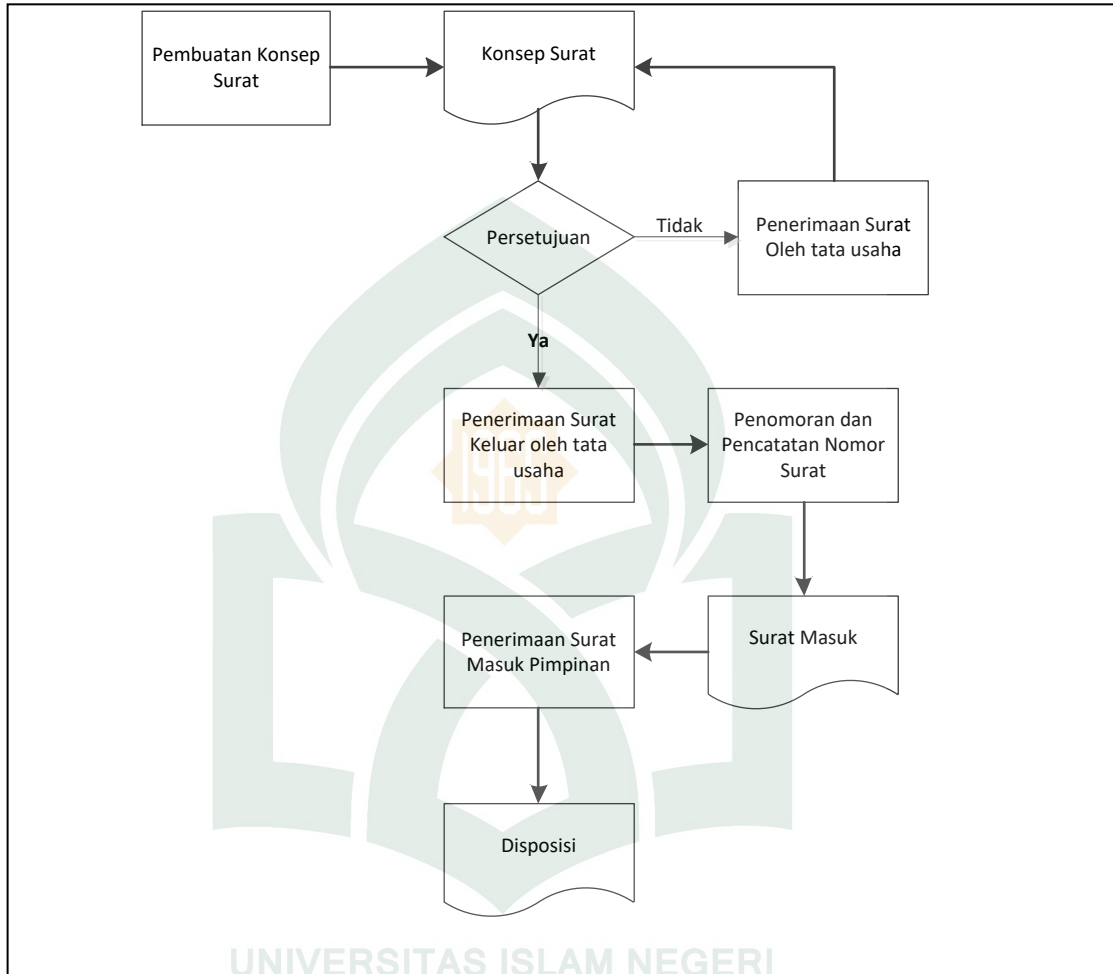 Pembuatan Konsep
Surat
Konsep Surat
Persetujuan
Tidak
Penerimaan Surat
Oleh tata usaha
Ya
Penerimaan Surat
Keluar oleh tata
usaha
Penomoran dan
Pencatatan Nomor
Surat
1965
Surat Masuk
Penerimaan Surat
Masuk Pimpinan
Disposisi
UNIVERSITAS ISLAM NEGERI